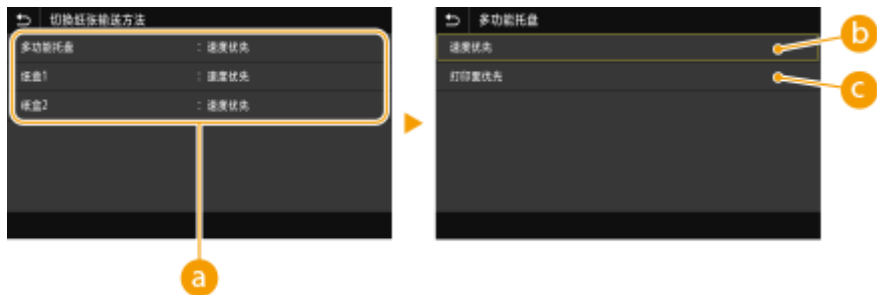 切换纸张输送方法
多功能托盘 : 速度优先
纸盒1 : 速度优先
纸盒2 : 速度优先
a
多功能托盘
速度优先
b
打印面优先
c